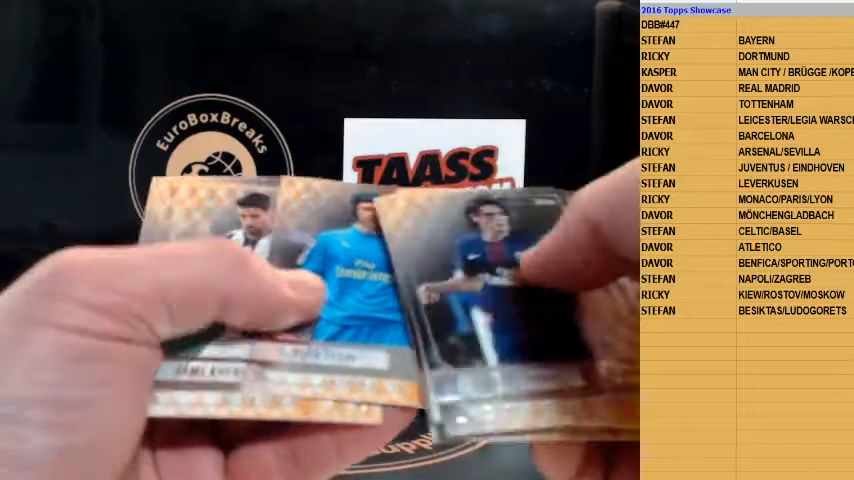 2016 Topps Showcase
DBB#447
STEFAN BAYERN
RICKY DORTMUND
KASPER MAN CITY / BRÜGGE /KOPE
DAVOR REAL MADRID
DAVOR TOTTENHAM
STEFAN LEICESTER/LEGIA WARSC
DAVOR BARCELONA
RICKY ARSENAL/SEVILLA
STEFAN JUVENTUS / EINDHOVEN
STEFAN LEVERKUSEN
RICKY MONACO/PARIS/LYON
DAVOR MÖNCHENGLADBACH
STEFAN CELTIC/BASEL
DAVOR ATLETICO
DAVOR BENFICA/SPORTING/PORT
STEFAN NAPOLI/ZAGREB
RICKY KIEW/ROSTOV/MOSKOW
STEFAN BESIKTAS/LUDOGORETS
EuroBoxBreaks
TAASS